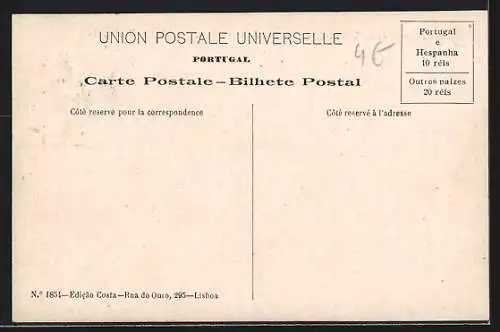 UNION POSTALE UNIVERSELLE
PORTUGAL
Carte Postale—Bilhete Postal
4€
Portugal
e
Hespanha
10 réis
Outros paizes
20 réis
Côté reservé pour la correspondence
Côté reservé à l'adresse
N.º 1851—Edição Costa—Rua do Ouro, 295—Lisboa